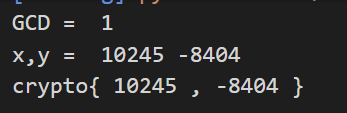 GCD =  1
x,y =  10245 -8404
crypto{ 10245 , -8404 }